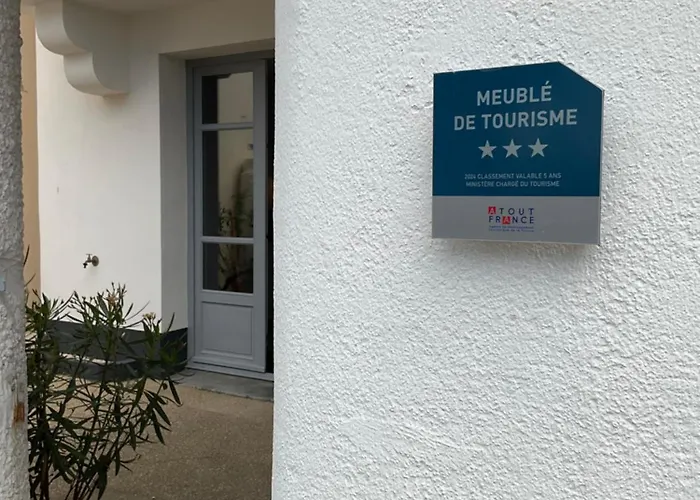 MEUBLÉ
DE TOURISME
2024 CLASSEMENT VALABLE 5 ANS
MINISTÈRE CHARGÉ DU TOURISME
ATOUT
FRANCE